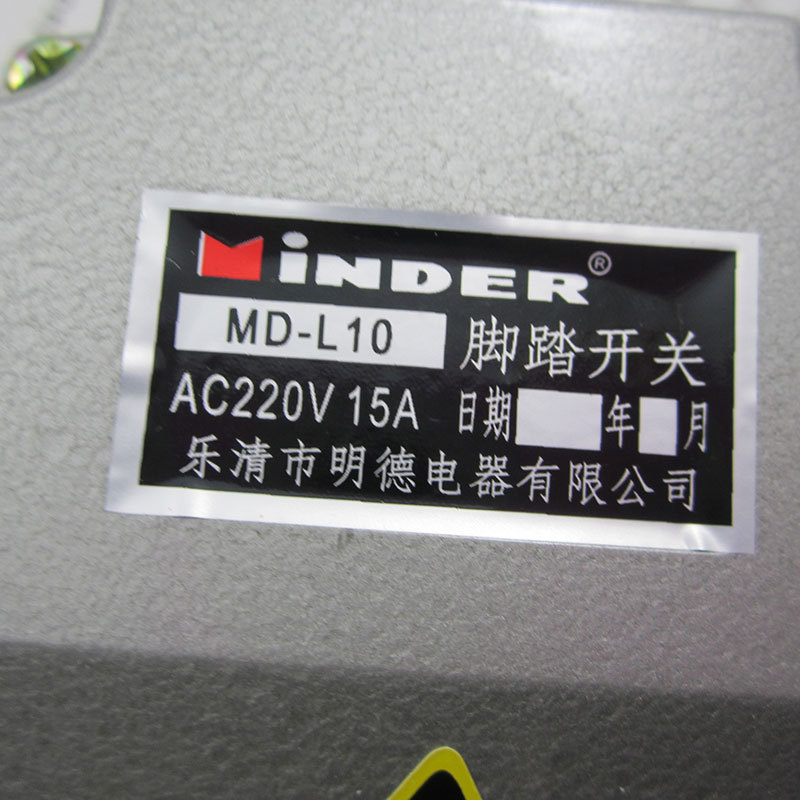 MINDER®
MD-L10 脚踏开关
AC220V 15A 日期 年 月
乐清市明德电器有限公司